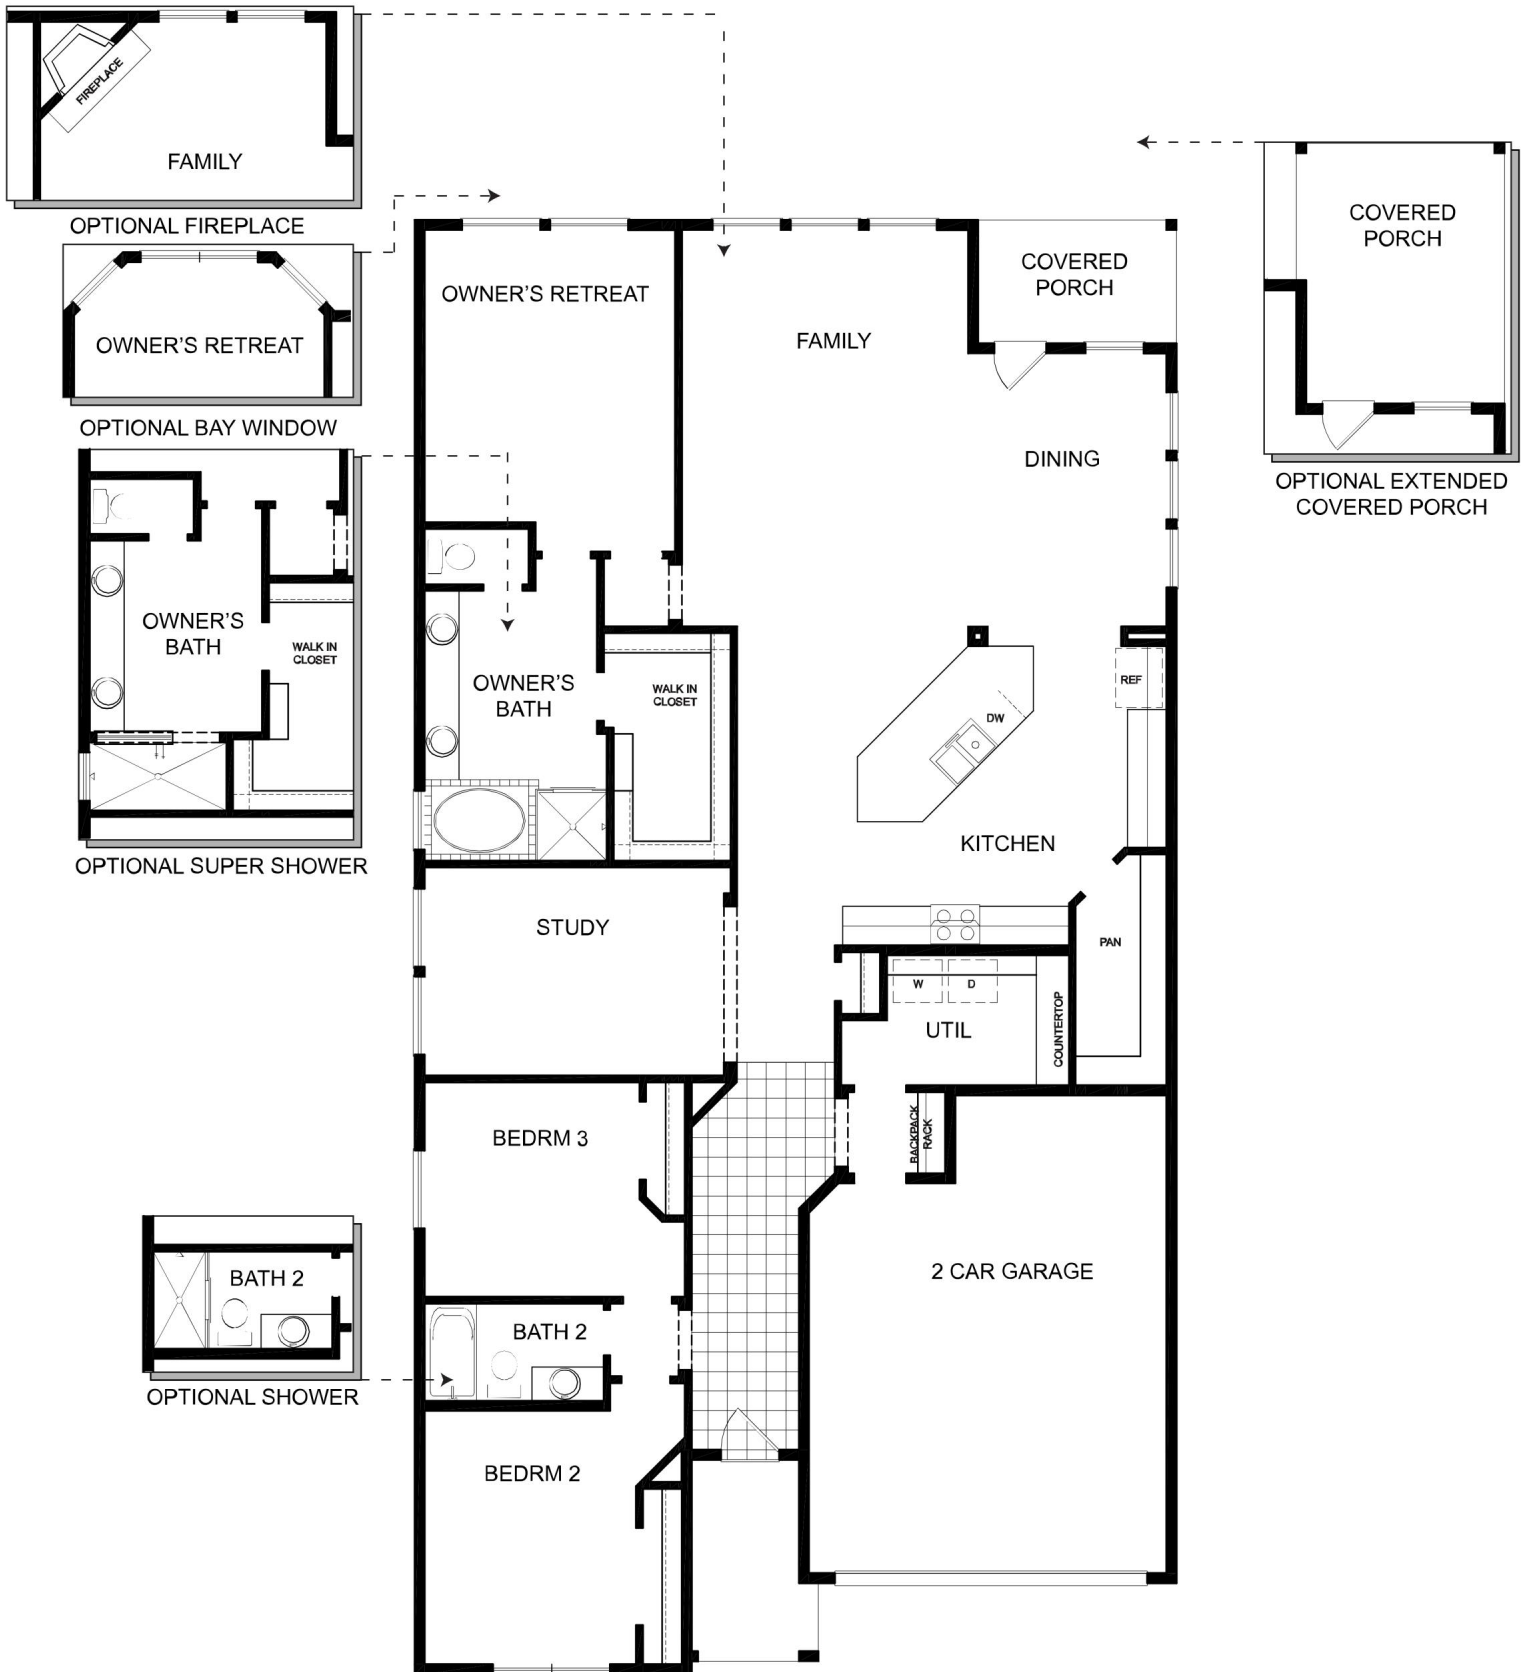 FIREPLACE
FAMILY
OPTIONAL FIREPLACE
OWNER'S RETREAT
OPTIONAL BAY WINDOW
OWNER'S
BATH
WALK IN
CLOSET
OPTIONAL SUPER SHOWER
BATH 2
OPTIONAL SHOWER
OWNER'S RETREAT
FAMILY
COVERED
PORCH
DINING
COVERED
PORCH
OPTIONAL EXTENDED
COVERED PORCH
OWNER'S
BATH
WALK IN
CLOSET
REF
DW
KITCHEN
STUDY
PAN
W
D
UTIL
COUNTERTOP
BACKPACK
RACK
BEDRM 3
2 CAR GARAGE
BATH 2
BEDRM 2